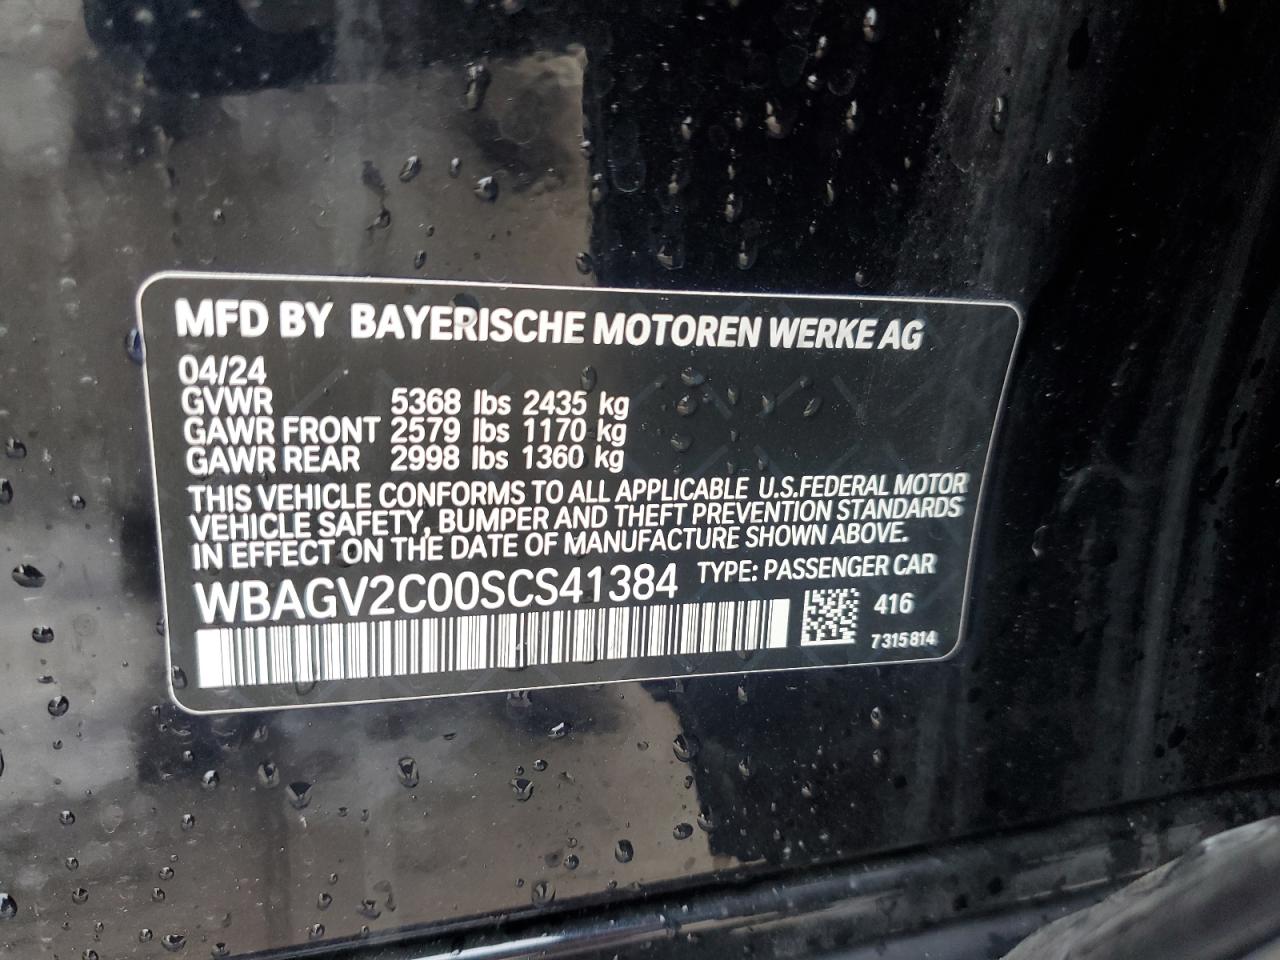 MFD BY BAYERISCHE MOTOREN WERKE AG
04/24
GVWR 5368 lbs 2435 kg
GAWR FRONT 2579 lbs 1170 kg
GAWR REAR 2998 lbs 1360 kg
THIS VEHICLE CONFORMS TO ALL APPLICABLE U.S.FEDERAL MOTOR
VEHICLE SAFETY, BUMPER AND THEFT PREVENTION STANDARDS
IN EFFECT ON THE DATE OF MANUFACTURE SHOWN ABOVE.
WBAGV2C00SCS41384 TYPE: PASSENGER CAR
416
7315814